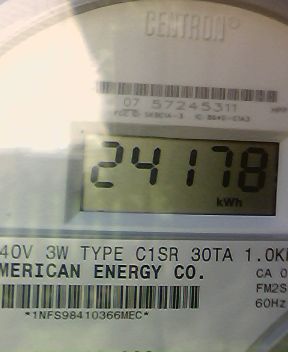 CENTRON®
07 57245311
24178
kWh
40V 3W TYPE C1SR 30TA 1.0K
MERICAN ENERGY CO.
CA 0
FM2S
60Hz
*1NFS98410366MEC*